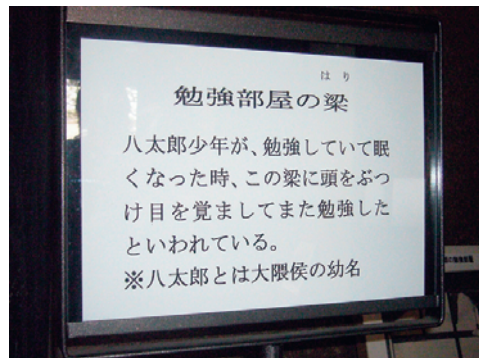 はり
勉強部屋の梁
八太郎少年が、勉強していて眠
くなった時、この梁に頭をぶっ
け目を覚ましてまた勉強した
といわれている。
※八太郎とは大隈侯の幼名